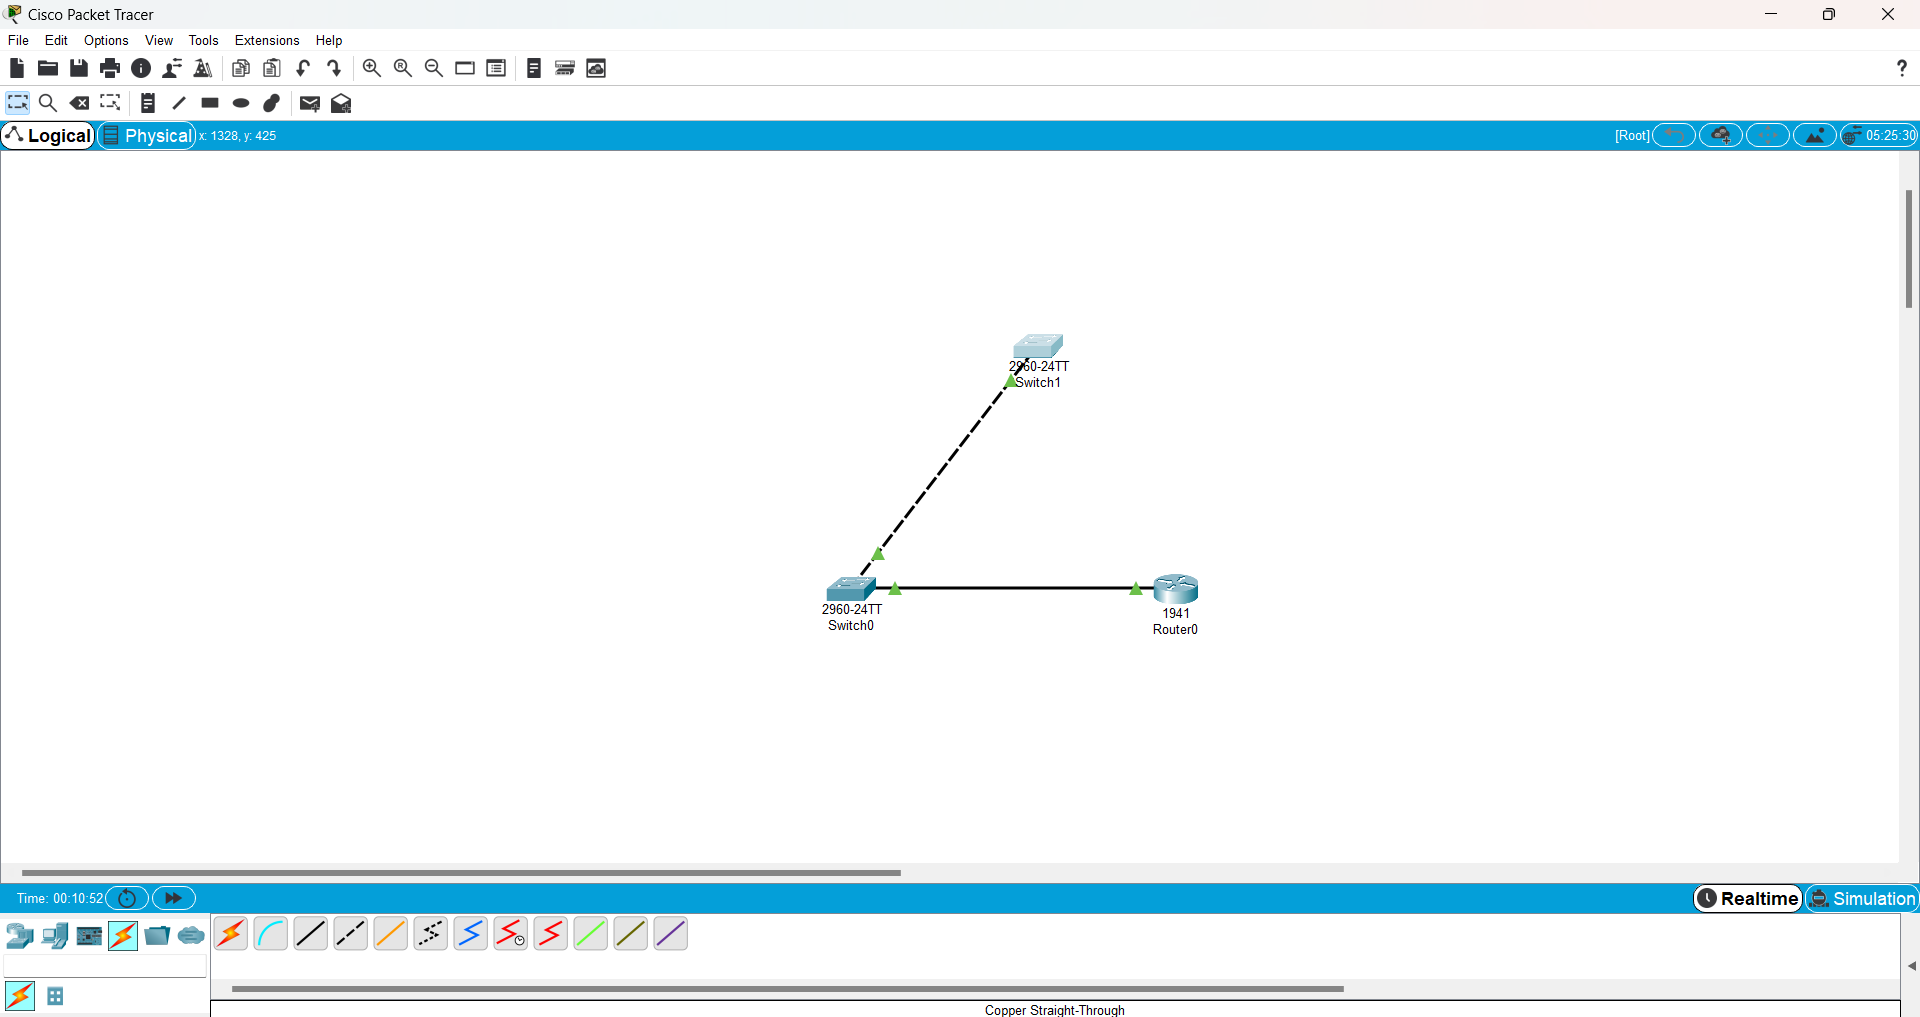 Cisco Packet Tracer
File Edit Options View Tools Extensions Help
?
Logical Physical x: 1328, y: 425 [Root] 05:25:30
2960-24TT
Switch1
2960-24TT
Switch0
1941
Router0
Time: 00:10:52 Realtime Simulation
Copper Straight-Through